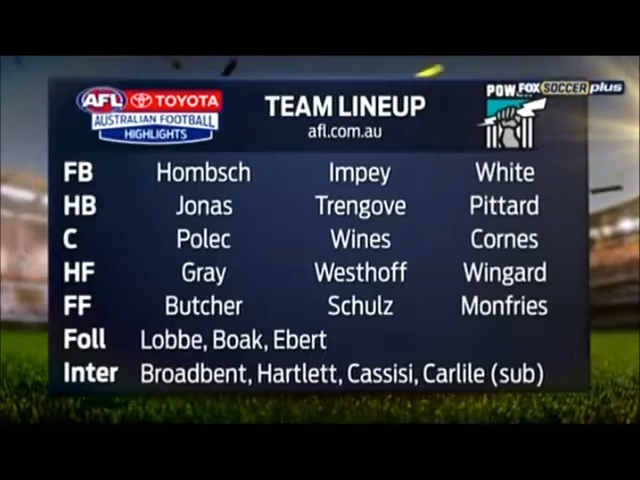 AFL TOYOTA
AUSTRALIAN FOOTBALL
HIGHLIGHTS
TEAM LINEUP
afl.com.au
POW
FOX SOCCER plus
FB Hombsch Impey White
HB Jonas Trengove Pittard
C Polec Wines Cornes
HF Gray Westhoff Wingard
FF Butcher Schulz Monfries
Foll Lobbe, Boak, Ebert
Inter Broadbent, Hartlett, Cassisi, Carlile (sub)